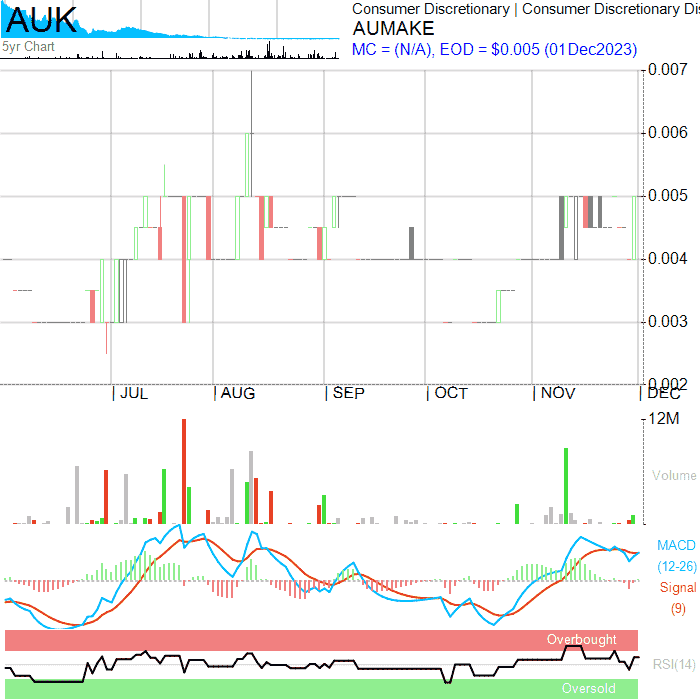 AUK
5yr Chart
Consumer Discretionary | Consumer Discretionary Dis
AUMAKE
MC = (N/A), EOD = $0.005 (01Dec2023)
0.007
0.006
0.005
0.004
0.003
0.002
| JUL | AUG | SEP | OCT | NOV | DEC
12M
Volume
MACD
(12-26)
Signal
(9)
Overbought
RSI(14)
Oversold